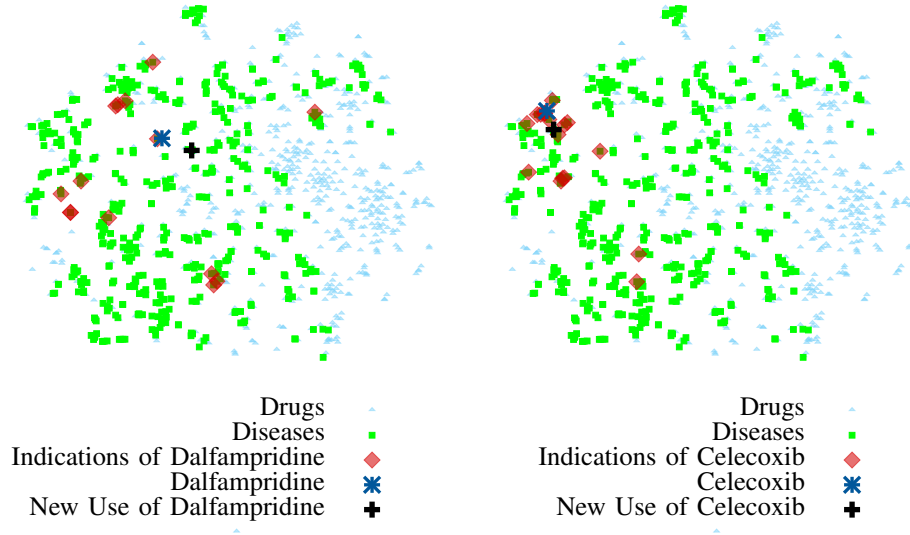 Drugs
Diseases
Indications of Dalfampridine
Dalfampridine
New Use of Dalfampridine
Drugs
Diseases
Indications of Celecoxib
Celecoxib
New Use of Celecoxib